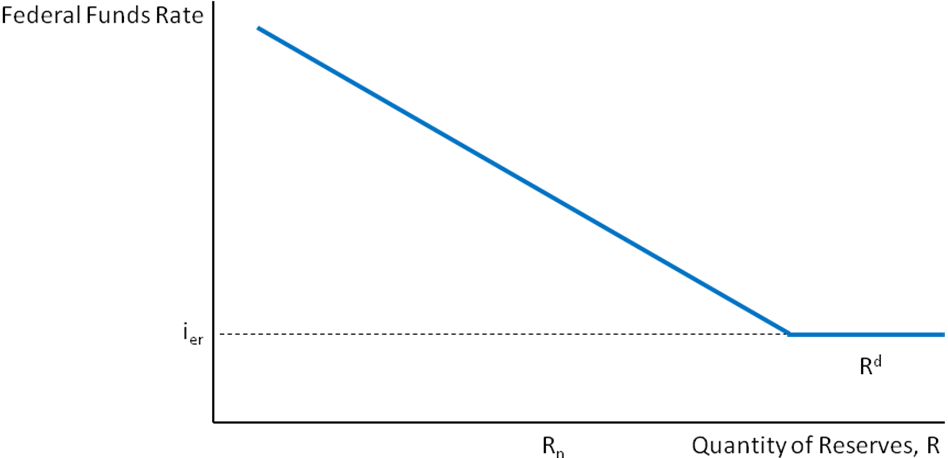 Federal Funds Rate
i_er
R^d
R_n
Quantity of Reserves, R